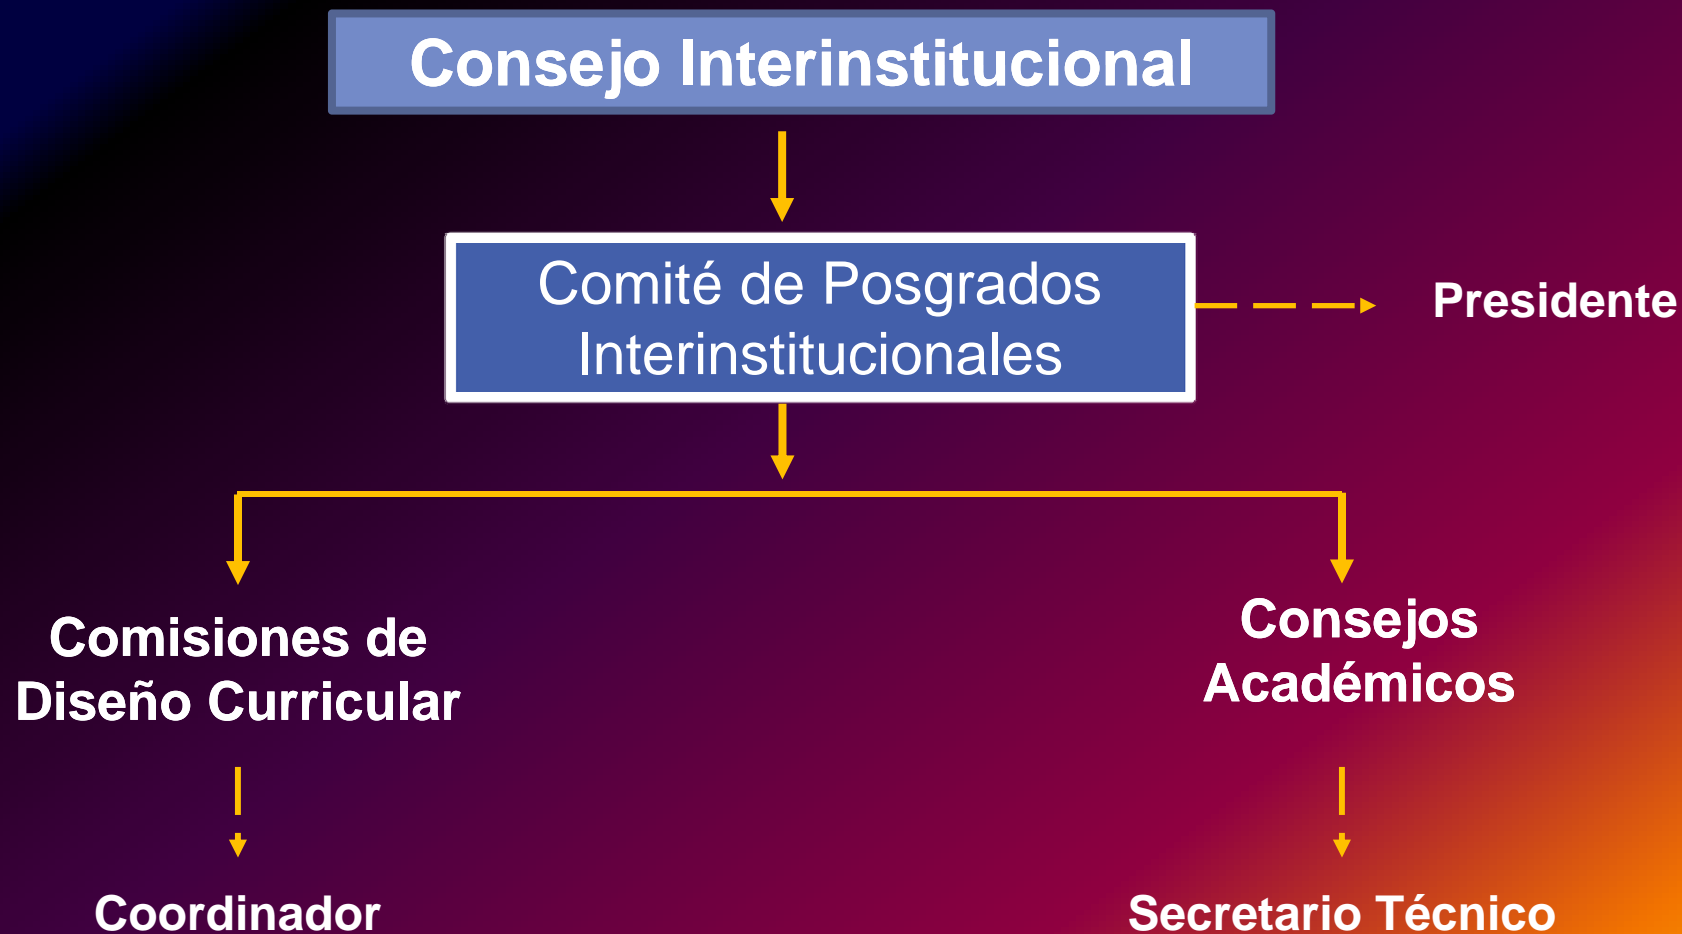 Consejo Interinstitucional
Comité de Posgrados
Interinstitucionales
Presidente
Comisiones de
Diseño Curricular
Consejos
Académicos
Coordinador
Secretario Técnico